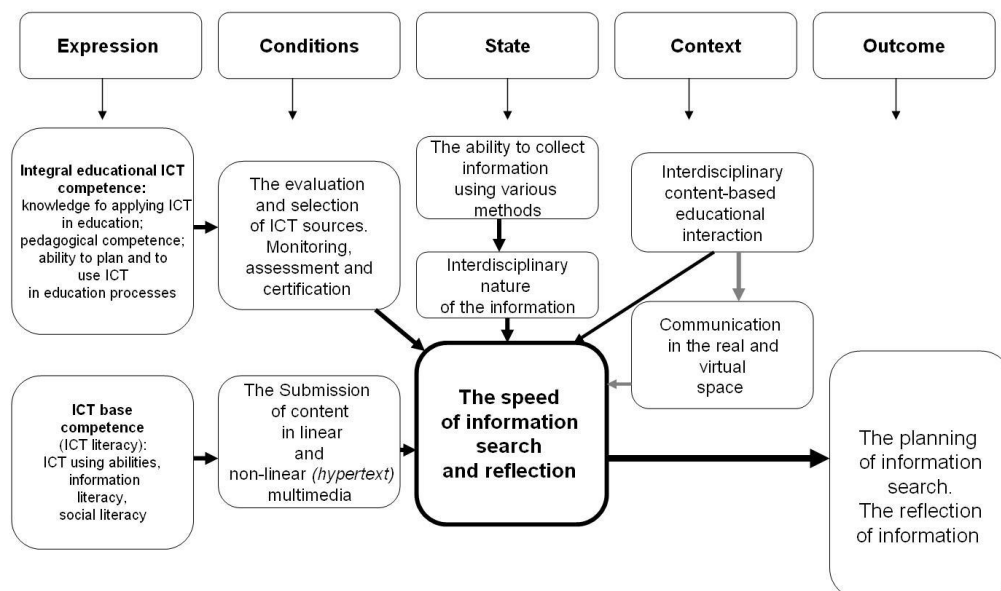 Expression
Conditions
State
Context
Outcome
Integral educational ICT
competence:
knowledge fo applying ICT
in education;
pedagogical competence;
ability to plan and to
use ICT
in education processes
The evaluation
and selection
of ICT sources.
Monitoring,
assessment and
certification
The ability to collect
information
using various
methods
Interdisciplinary
nature
of the information
Interdisciplinary
content-based
educational
interaction
Communication
in the real and
virtual
space
ICT base
competence
(ICT literacy):
ICT using abilities,
information
literacy,
social literacy
The Submission
of content
in linear
and
non-linear (hypertext)
multimedia
The speed
of information
search
and reflection
The planning
of information
search.
The reflection
of information